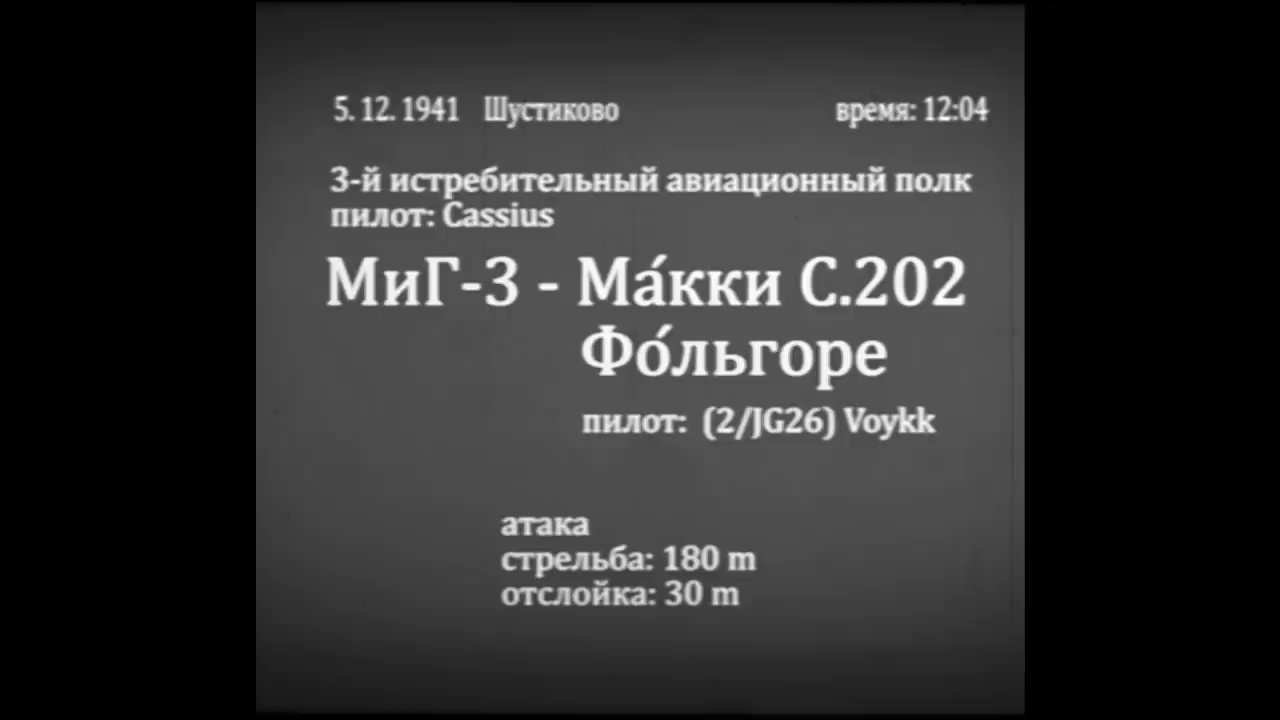 5. 12. 1941 Шустиково время: 12:04
3-й истребительный авиационный полк
пилот: Cassius
МиГ-3 - Ма́кки C.202
Фо́льгоре
пилот: (2/JG26) Voykk
атака
стрельба: 180 m
отслойка: 30 m